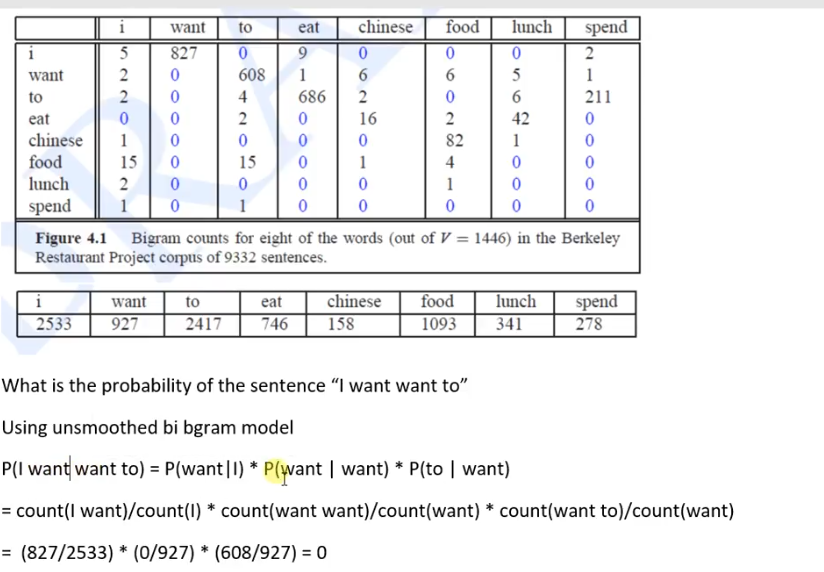 i want to eat chinese food lunch spend
i 5 827 0 9 0 0 0 2
want 2 0 608 1 6 6 5 1
to 2 0 4 686 2 0 6 211
eat 0 0 2 0 16 2 42 0
chinese 1 0 0 0 0 82 1 0
food 15 0 15 0 1 4 0 0
lunch 2 0 0 0 0 1 0 0
spend 1 0 1 0 0 0 0 0
Figure 4.1 Bigram counts for eight of the words (out of V = 1446) in the Berkeley
Restaurant Project corpus of 9332 sentences.
i want to eat chinese food lunch spend
2533 927 2417 746 158 1093 341 278
What is the probability of the sentence “I want want to”
Using unsmoothed bi bgram model
P(I want want to) = P(want|I) * P(want | want) * P(to | want)
= count(I want)/count(I) * count(want want)/count(want) * count(want to)/count(want)
= (827/2533) * (0/927) * (608/927) = 0